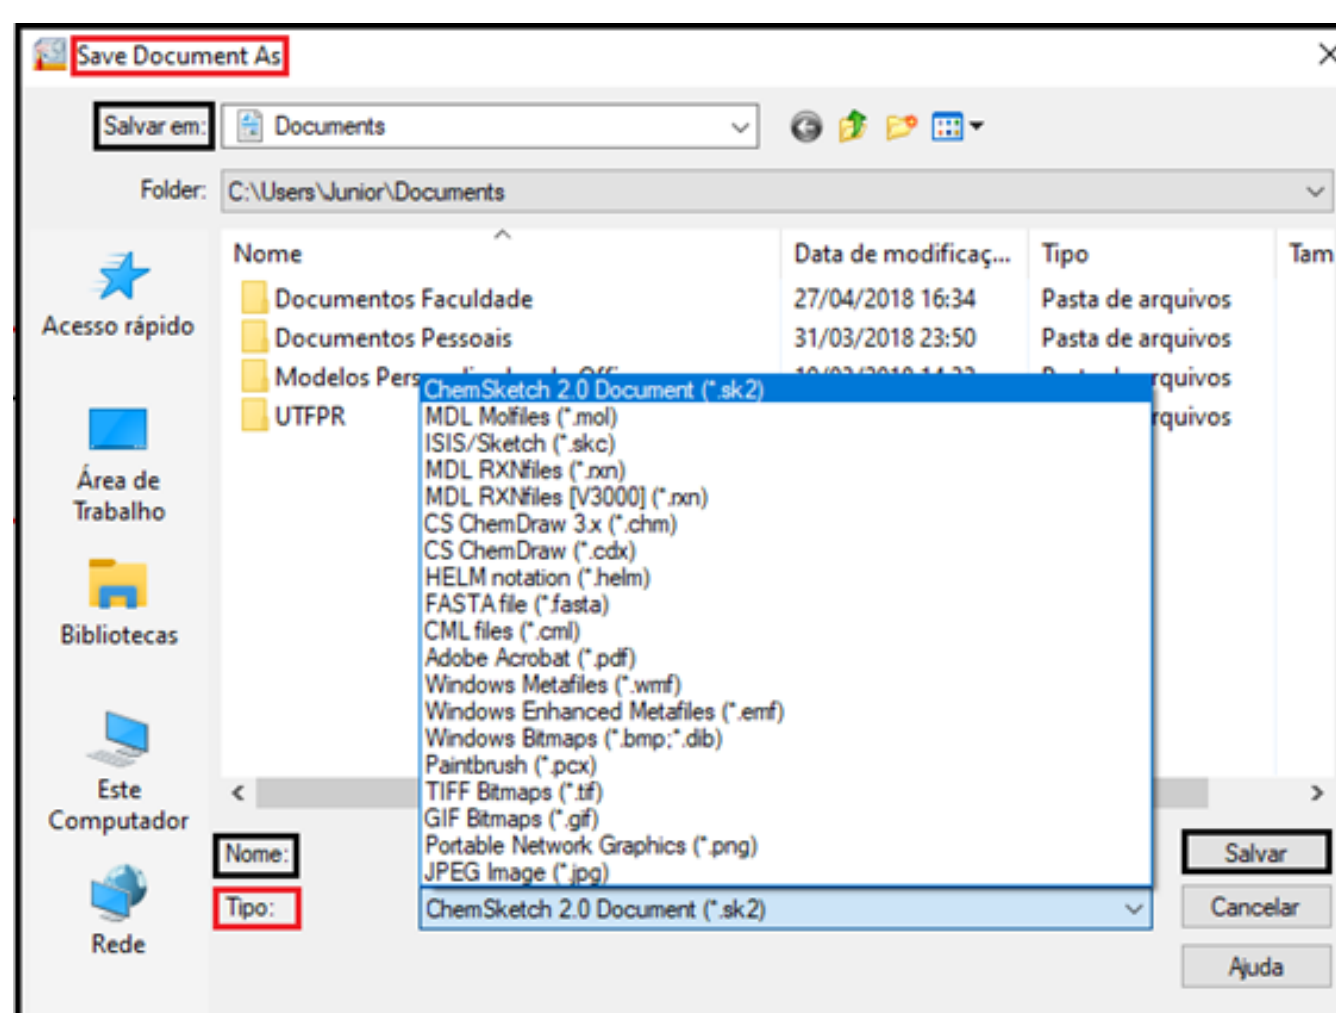 Save Document As
Salvar em:
Documents
Folder:
C:\Users\Junior\Documents
Nome
Data de modificaç...
Tipo
Tam
Documentos Faculdade
27/04/2018 16:34
Pasta de arquivos
Documentos Pessoais
31/03/2018 23:50
Pasta de arquivos
Modelos
UTFPR
Acesso rápido
Área de
Trabalho
Bibliotecas
Este
Computador
Rede
ChemSketch 2.0 Document (*.sk2)
MDL Molfiles (*.mol)
ISIS/Sketch (*.skc)
MDL RXNfiles (*.rxn)
MDL RXNfiles [V3000] (*.rxn)
CS ChemDraw 3.x (*.chm)
CS ChemDraw (*.cdx)
HELM notation (*.helm)
FASTA file (*.fasta)
CML files (*.cml)
Adobe Acrobat (*.pdf)
Windows Metafiles (*.wmf)
Windows Enhanced Metafiles (*.emf)
Windows Bitmaps (*.bmp;*.dib)
Paintbrush (*.pcx)
TIFF Bitmaps (*.tif)
GIF Bitmaps (*.gif)
Portable Network Graphics (*.png)
JPEG Image (*.jpg)
Nome:
Salvar
Tipo:
ChemSketch 2.0 Document (*.sk2)
Cancelar
Ajuda